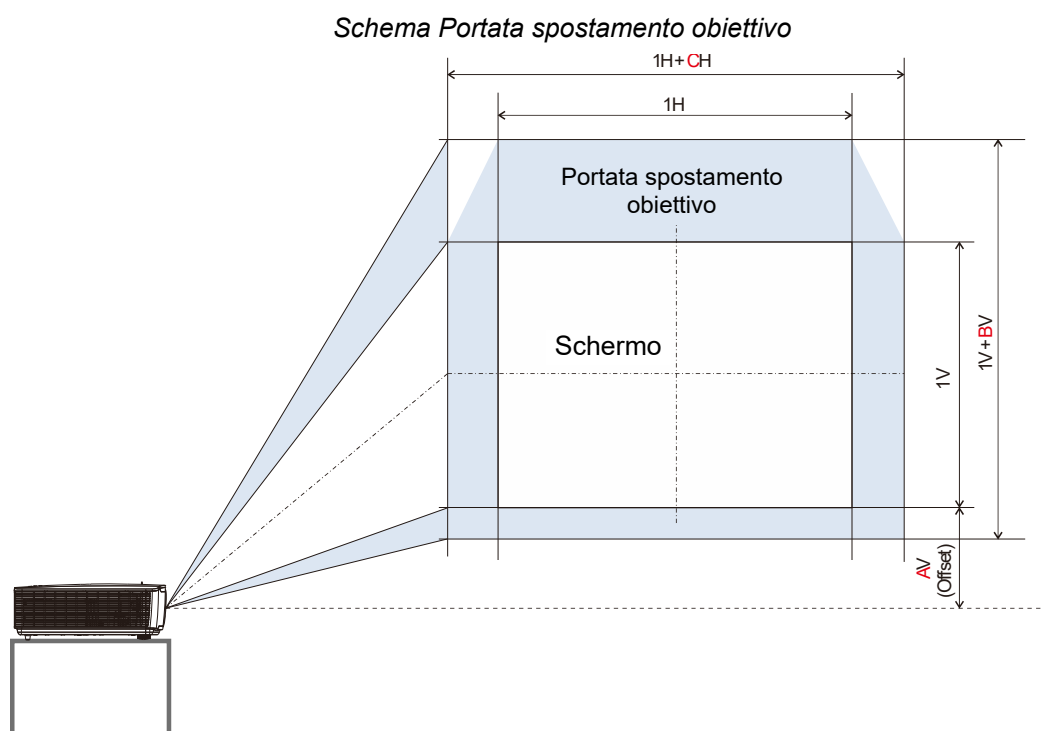 Schema Portata spostamento obiettivo
1H+CH
1H
Portata spostamento
obiettivo
Schermo
1V
1V+BV
AV
(Offset)